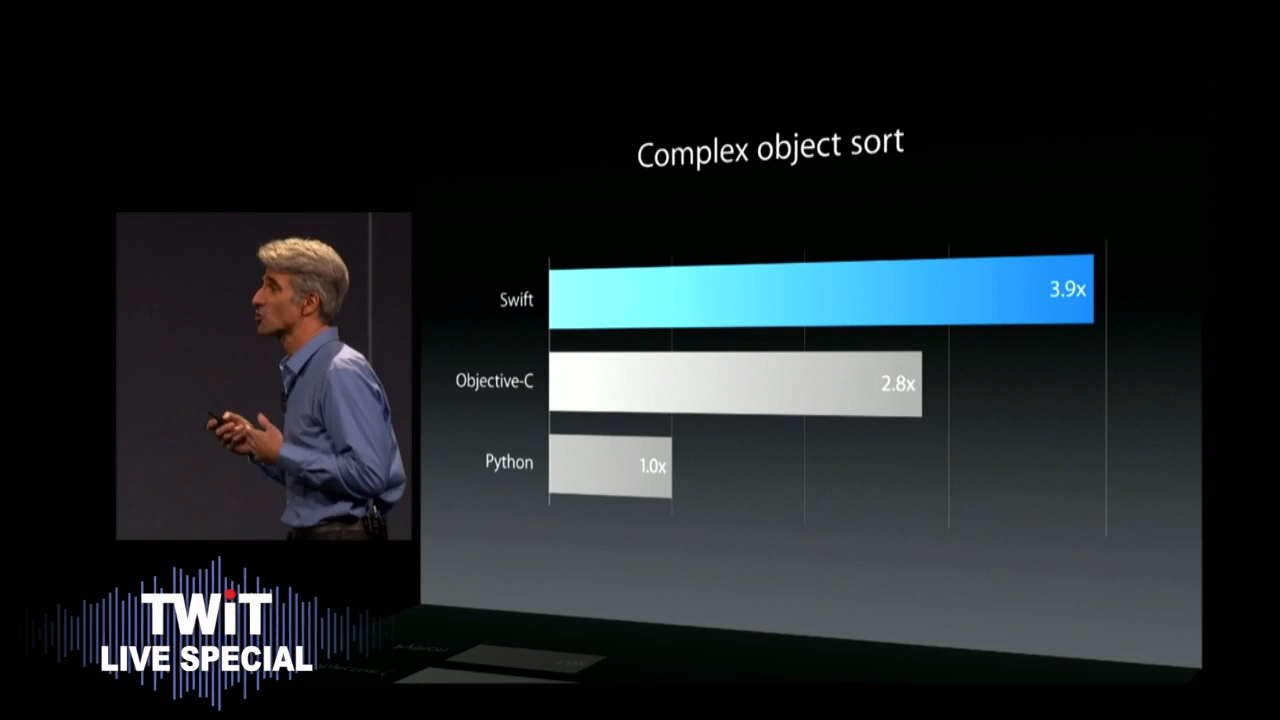 Complex object sort
Swift
3.9x
Objective-C
2.8x
Python
1.0x
TWiT
LIVE SPECIAL